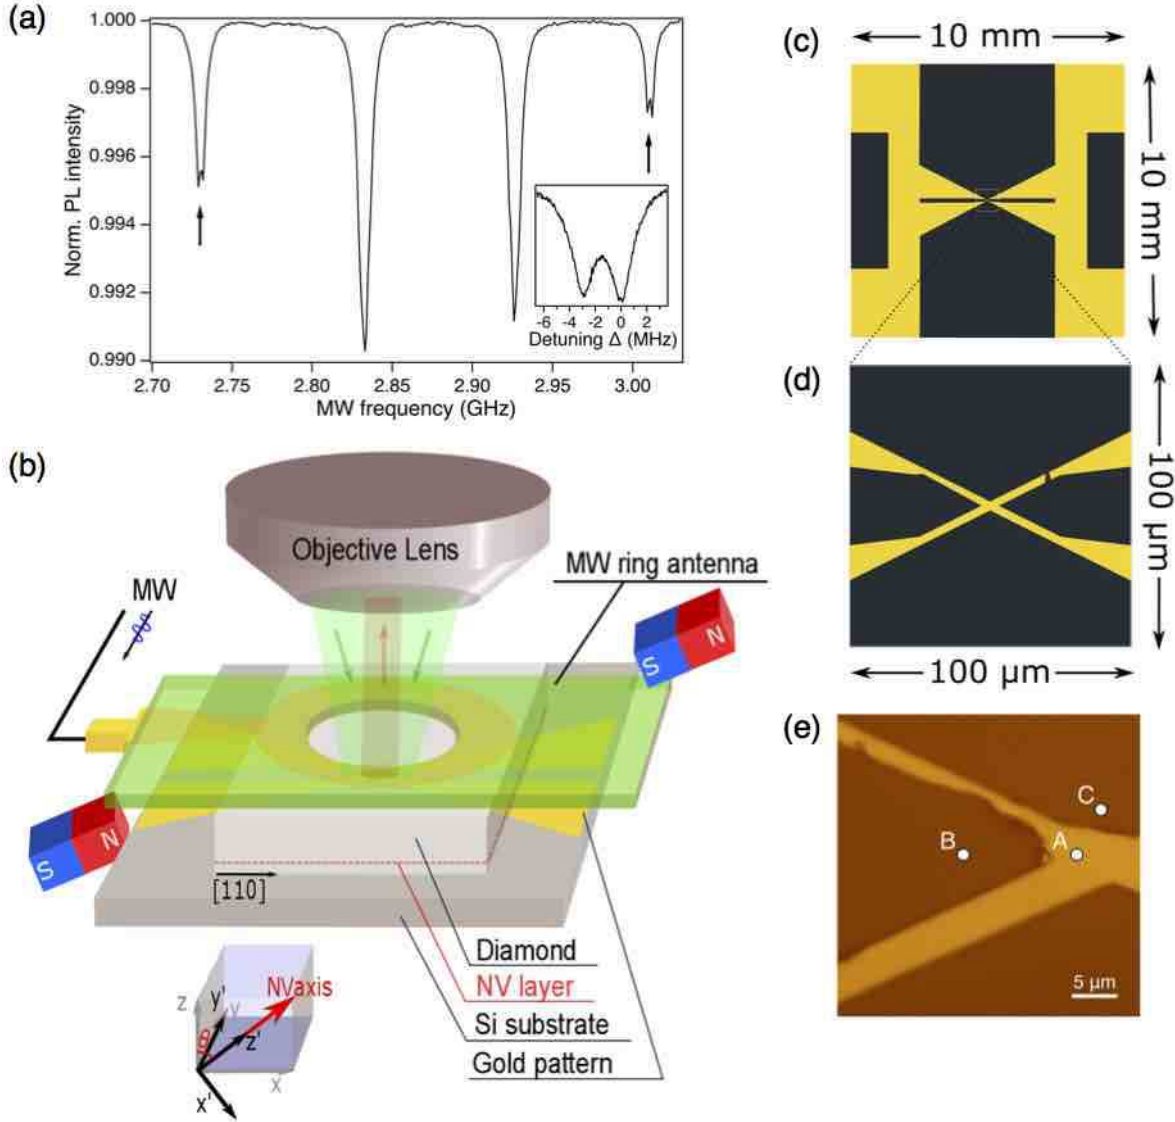 (a)
Norm. PL intensity
1.000
0.998
0.996
0.994
0.992
0.990
2.70 2.75 2.80 2.85 2.90 2.95 3.00
MW frequency (GHz)
-6 -4 -2 0 2
Detuning Δ (MHz)
(b)
Objective Lens
MW
MW ring antenna
S N
S N
[110]
Diamond
NV layer
Si substrate
Gold pattern
NVaxis
z y' y z' x x'
(c)
10 mm
10 mm
(d)
100 µm
100 µm
(e)
C
B A
5 µm